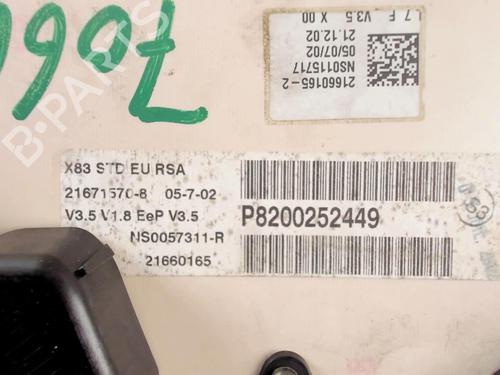 7066
L 7 F V3.5 X 00
21.12.02
05/07/02
NS0115717
21660165-2
B-PARTS
X83 STD EU RSA
21671570-8 05-7-02
V3.5 V1.8 EeP V3.5
NS0057311-R
21660165
P8200252449